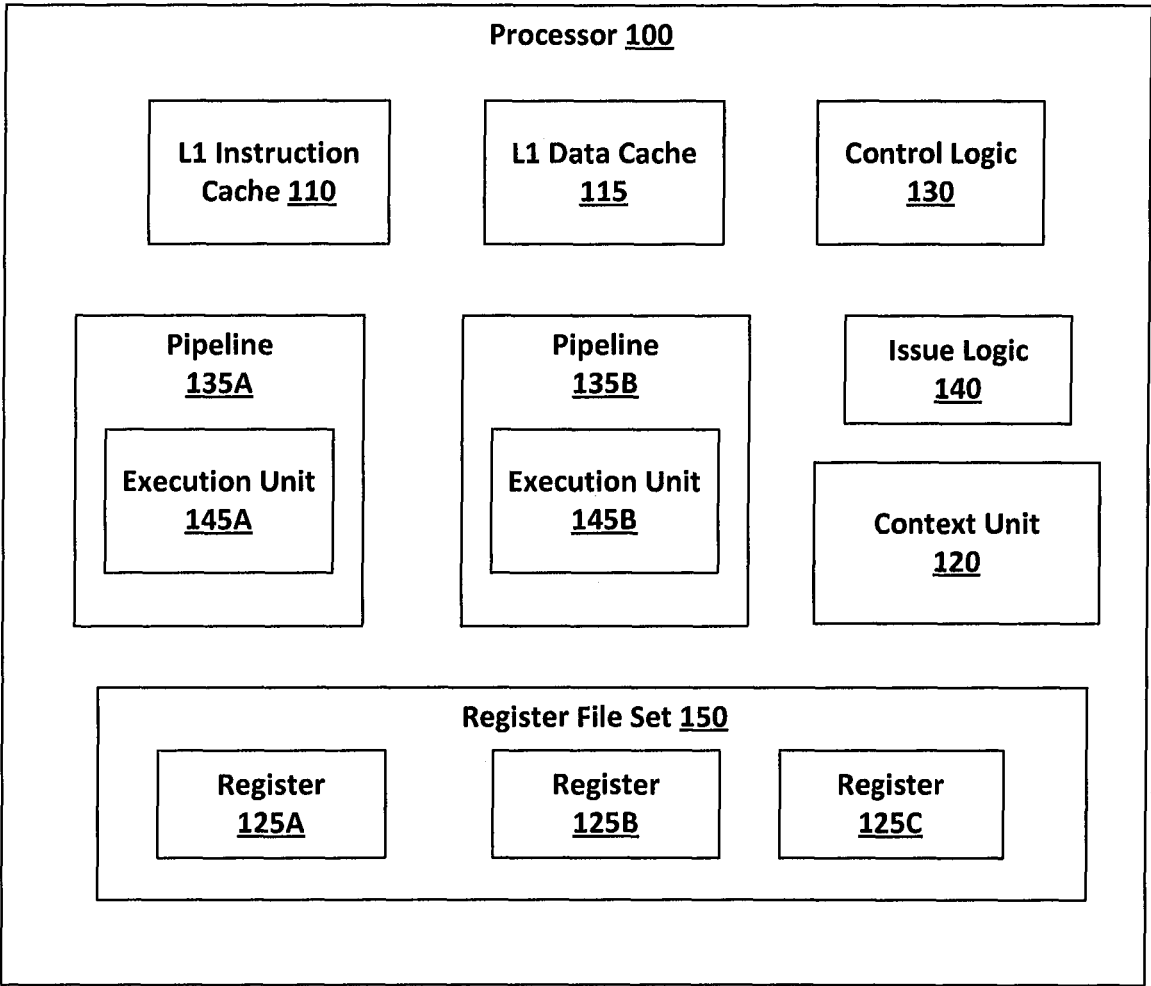 Processor 100
L1 Instruction
Cache 110
L1 Data Cache
115
Control Logic
130
Pipeline
135A
Execution Unit
145A
Pipeline
135B
Execution Unit
145B
Issue Logic
140
Context Unit
120
Register File Set 150
Register
125A
Register
125B
Register
125C